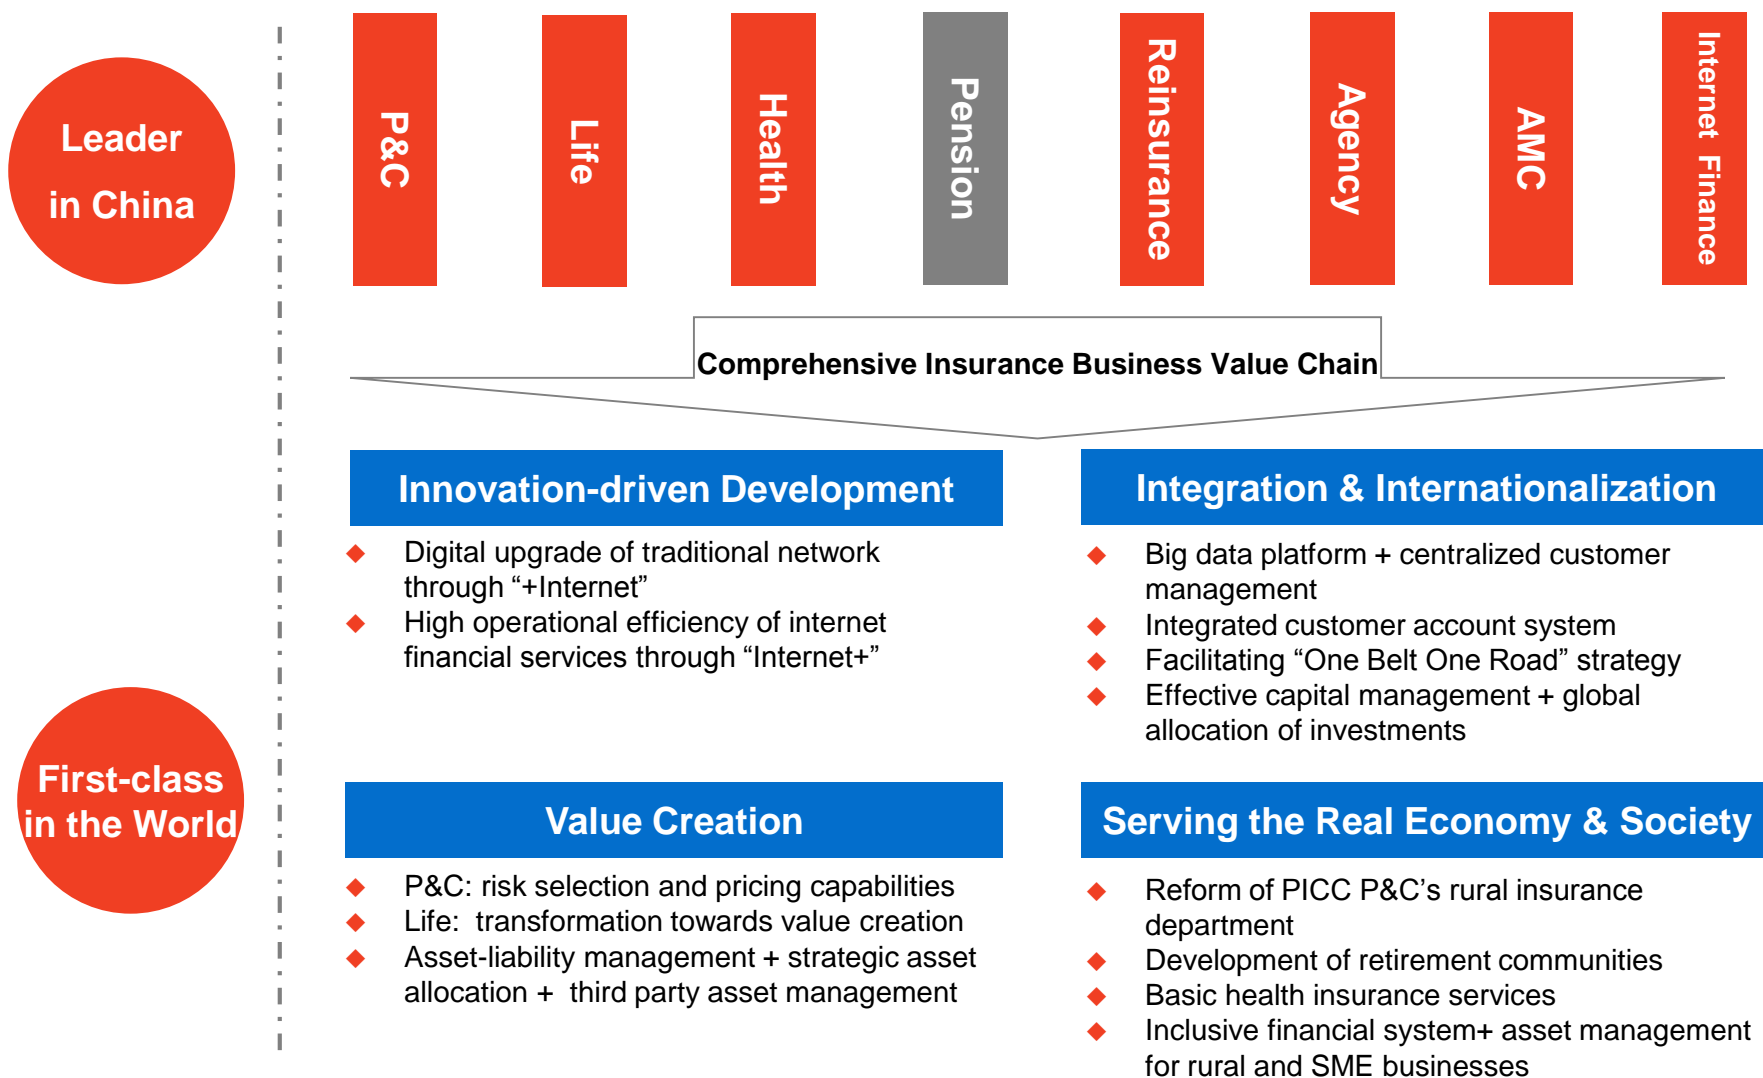 Leader
in China
P&C
Life
Health
Pension
Reinsurance
Agency
AMC
Internet Finance
Comprehensive Insurance Business Value Chain
Innovation-driven Development
Digital upgrade of traditional network
through “+Internet”
High operational efficiency of internet
financial services through “Internet+”
Integration & Internationalization
Big data platform + centralized customer
management
Integrated customer account system
Facilitating “One Belt One Road” strategy
Effective capital management + global
allocation of investments
First-class
in the World
Value Creation
P&C: risk selection and pricing capabilities
Life:  transformation towards value creation
Asset-liability management + strategic asset
allocation +  third party asset management
Serving the Real Economy & Society
Reform of PICC P&C’s rural insurance
department
Development of retirement communities
Basic health insurance services
Inclusive financial system+ asset management
for rural and SME businesses